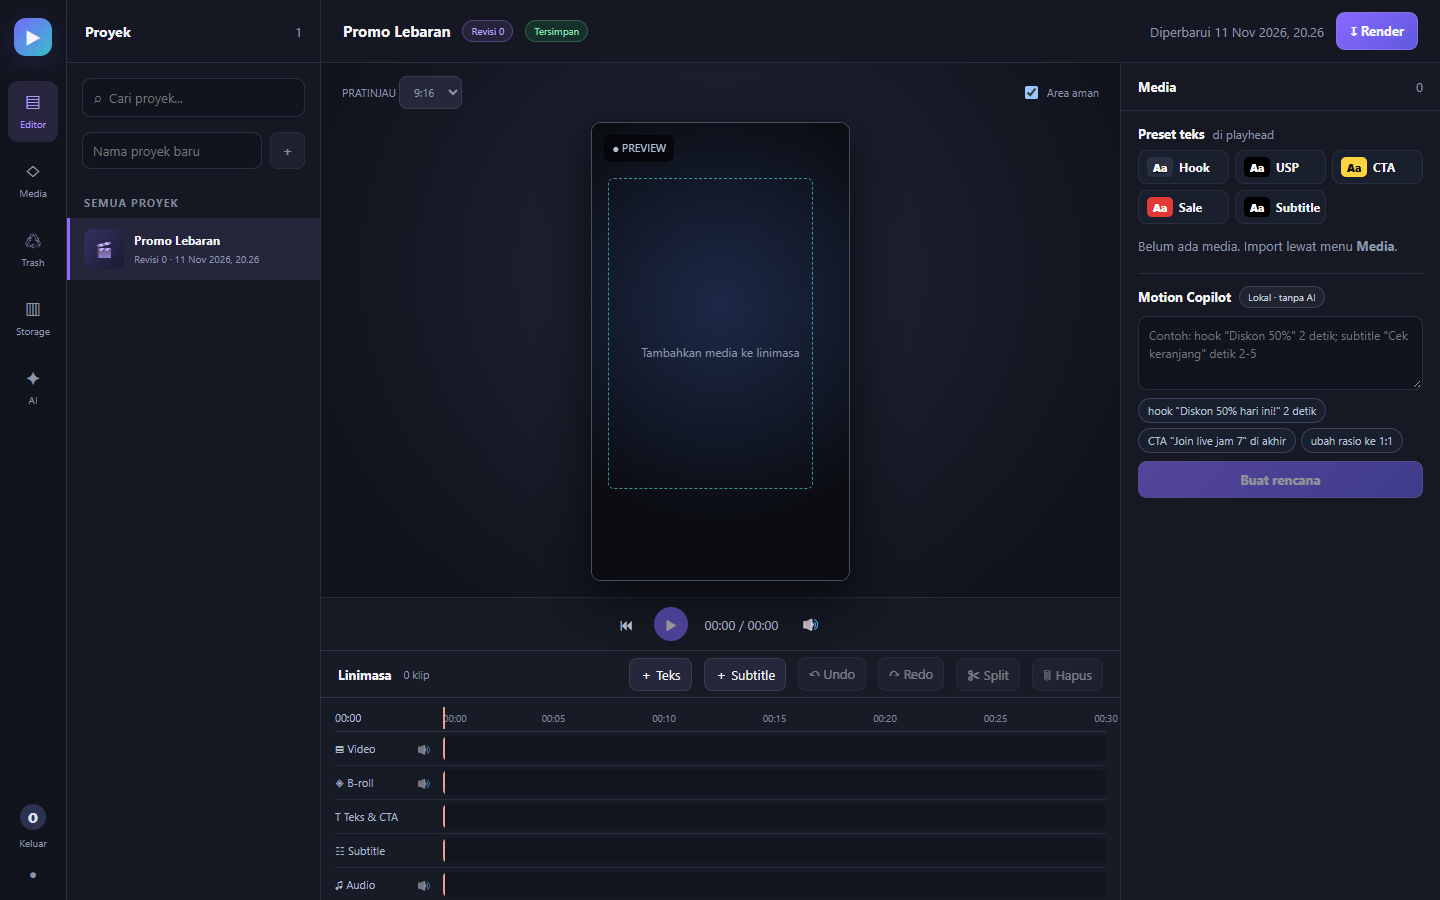 Editor
Media
Trash
Storage
AI
O
Keluar
Proyek 1
Cari proyek...
Nama proyek baru +
SEMUA PROYEK
Promo Lebaran
Revisi 0 · 11 Nov 2026, 20.26
Promo Lebaran Revisi 0 Tersimpan Diperbarui 11 Nov 2026, 20.26 Render
PRATINJAU 9:16 Area aman
PREVIEW
Tambahkan media ke linimasa
00:00 / 00:00
Linimasa 0 klip + Teks + Subtitle Undo Redo Split Hapus
00:00 00:00 00:05 00:10 00:15 00:20 00:25 00:30
Video
B-roll
T Teks & CTA
Subtitle
Audio
Media 0
Preset teks di playhead
Aa Hook Aa USP Aa CTA
Aa Sale Aa Subtitle
Belum ada media. Import lewat menu Media.
Motion Copilot Lokal · tanpa AI
Contoh: hook "Diskon 50%" 2 detik; subtitle "Cek
keranjang" detik 2-5
hook "Diskon 50% hari ini!" 2 detik
CTA "Join live jam 7" di akhir ubah rasio ke 1:1
Buat rencana